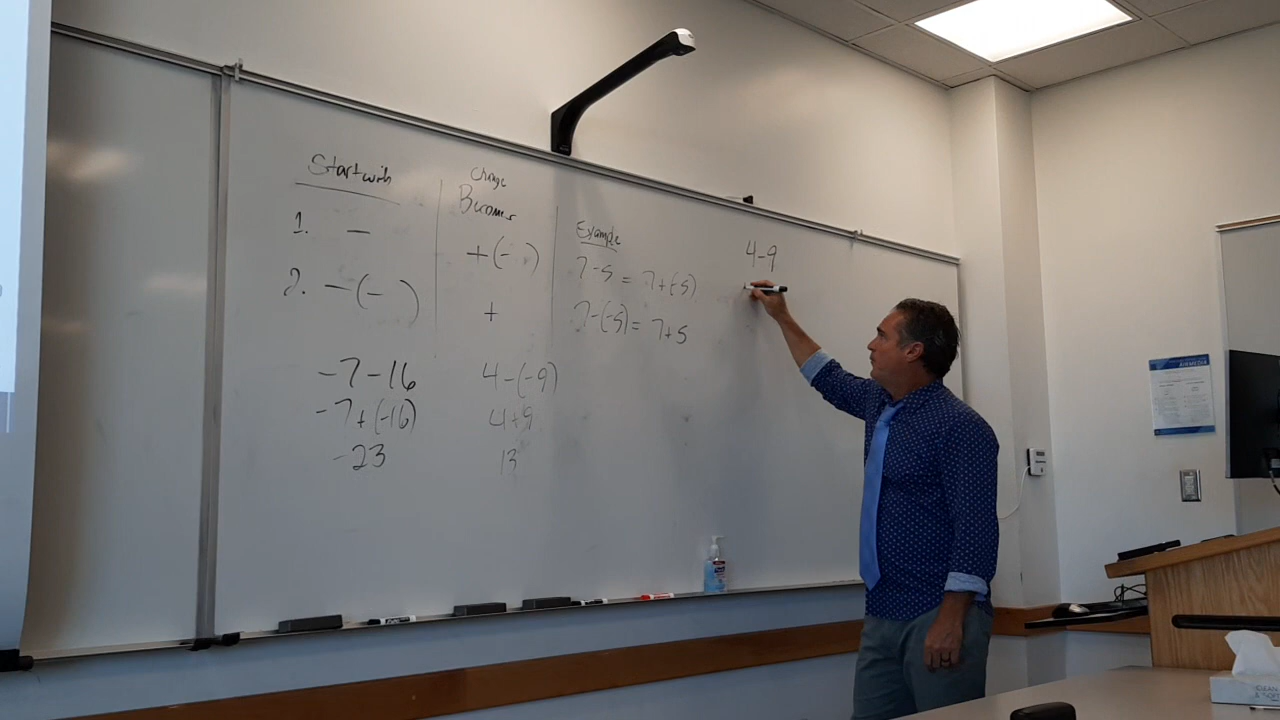 Start with
Change
Becomes
Example
1. −
+(- )
7-5 = 7+(-5)
2. −(- )
+
7-(-5)= 7+5
-7-16
-7+(-16)
-23
4-(-9)
4+9
13
4-9